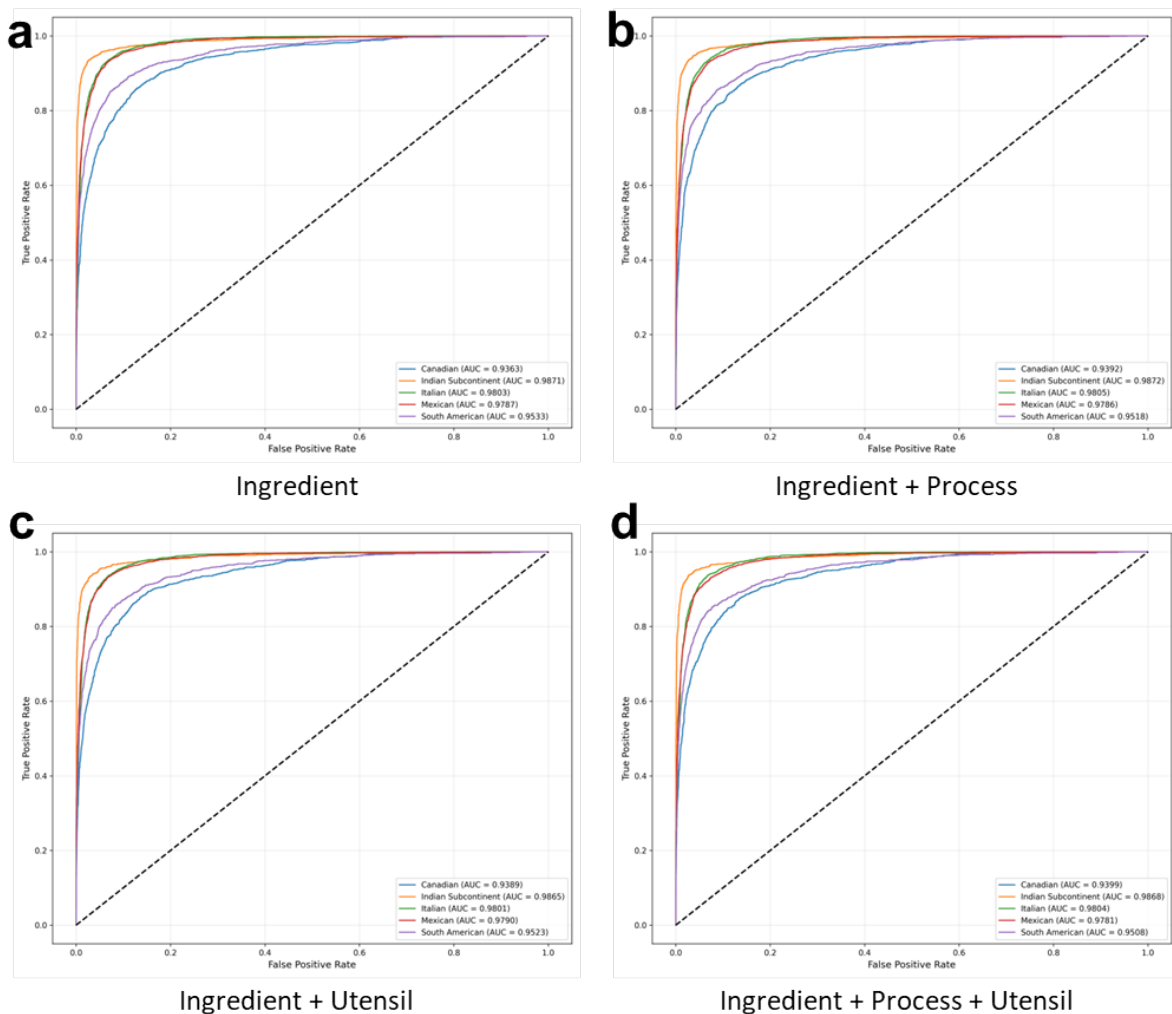 a
1.0
0.8
0.6
0.4
0.2
0.0
True Positive Rate
0.0 0.2 0.4 0.6 0.8 1.0
False Positive Rate
Canadian (AUC = 0.9363)
Indian Subcontinent (AUC = 0.9871)
Italian (AUC = 0.9803)
Mexican (AUC = 0.9787)
South American (AUC = 0.9533)
Ingredient
b
1.0
0.8
0.6
0.4
0.2
0.0
True Positive Rate
0.0 0.2 0.4 0.6 0.8 1.0
False Positive Rate
Canadian (AUC = 0.9392)
Indian Subcontinent (AUC = 0.9872)
Italian (AUC = 0.9805)
Mexican (AUC = 0.9786)
South American (AUC = 0.9518)
Ingredient + Process
c
1.0
0.8
0.6
0.4
0.2
0.0
True Positive Rate
0.0 0.2 0.4 0.6 0.8 1.0
False Positive Rate
Canadian (AUC = 0.9389)
Indian Subcontinent (AUC = 0.9865)
Italian (AUC = 0.9801)
Mexican (AUC = 0.9790)
South American (AUC = 0.9523)
Ingredient + Utensil
d
1.0
0.8
0.6
0.4
0.2
0.0
True Positive Rate
0.0 0.2 0.4 0.6 0.8 1.0
False Positive Rate
Canadian (AUC = 0.9399)
Indian Subcontinent (AUC = 0.9868)
Italian (AUC = 0.9804)
Mexican (AUC = 0.9781)
South American (AUC = 0.9508)
Ingredient + Process + Utensil